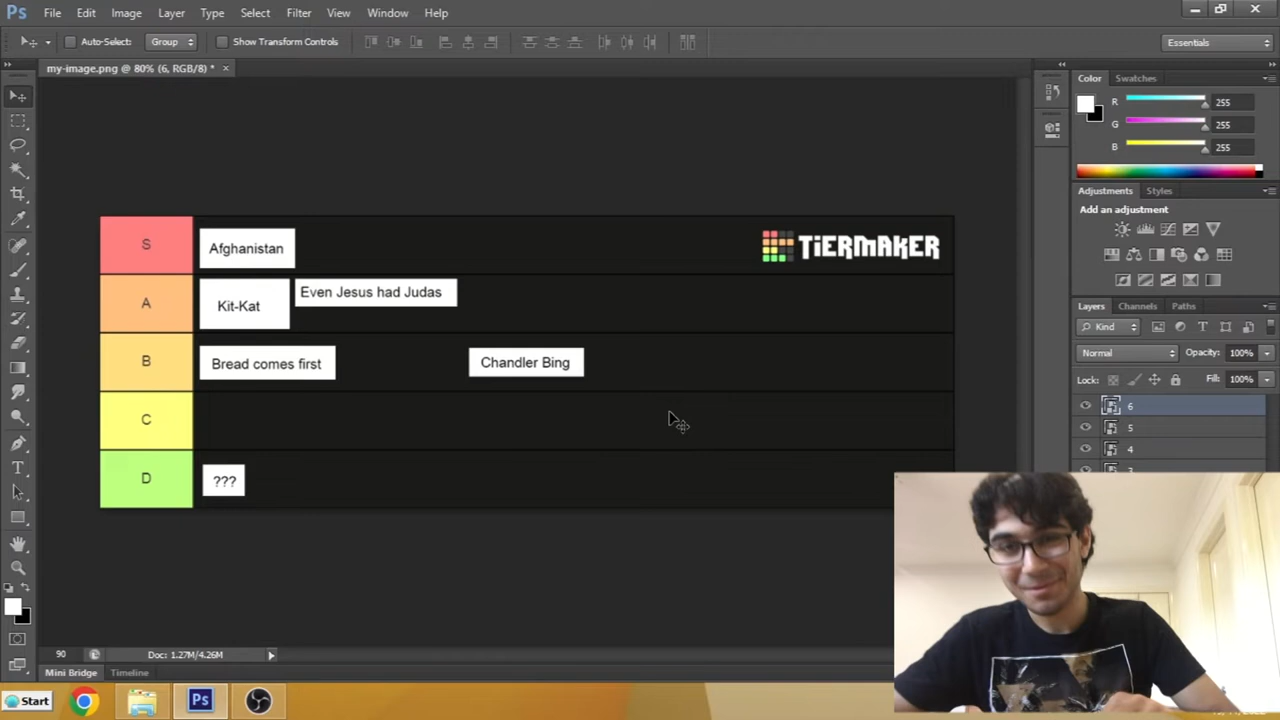 Ps File Edit Image Layer Type Select Filter View Window Help
Auto-Select: Group Show Transform Controls Essentials
my-image.png @ 80% (6, RGB/8) * x
Color Swatches
R 255
G 255
B 255
Adjustments Styles
Add an adjustment
Layers Channels Paths
Kind
Normal Opacity: 100%
Lock: Fill: 100%
6
5
4
S Afghanistan TiERMAKER
A Kit-Kat Even Jesus had Judas
B Bread comes first Chandler Bing
C
D ???
90 Doc: 1.27M/4.26M
Mini Bridge Timeline
Start Ps